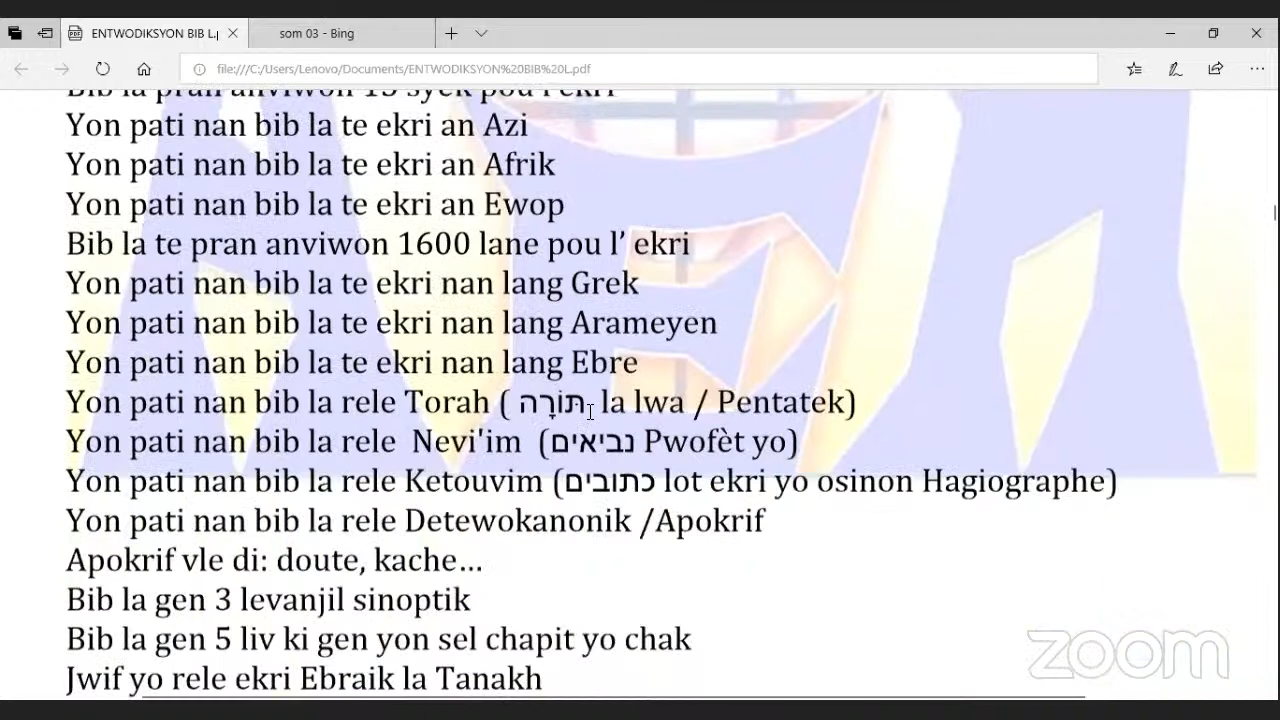 ENTWODIKSYON BIB L.
som 03 - Bing
file:///C:/Users/Lenovo/Documents/ENTWODIKSYON%20BIB%20L.pdf
Bib la pran anviwon 15 syek pou l ekri
Yon pati nan bib la te ekri an Azi
Yon pati nan bib la te ekri an Afrik
Yon pati nan bib la te ekri an Ewop
Bib la te pran anviwon 1600 lane pou l’ ekri
Yon pati nan bib la te ekri nan lang Grek
Yon pati nan bib la te ekri nan lang Arameyen
Yon pati nan bib la te ekri nan lang Ebre
Yon pati nan bib la rele Torah ( תּוֹרָה la lwa / Pentatek)
Yon pati nan bib la rele Nevi'im (נביאים Pwofèt yo)
Yon pati nan bib la rele Ketouvim (כתובים lot ekri yo osinon Hagiographe)
Yon pati nan bib la rele Detewokanonik /Apokrif
Apokrif vle di: doute, kache…
Bib la gen 3 levanjil sinoptik
Bib la gen 5 liv ki gen yon sel chapit yo chak
Jwif yo rele ekri Ebraik la Tanakh
zoom